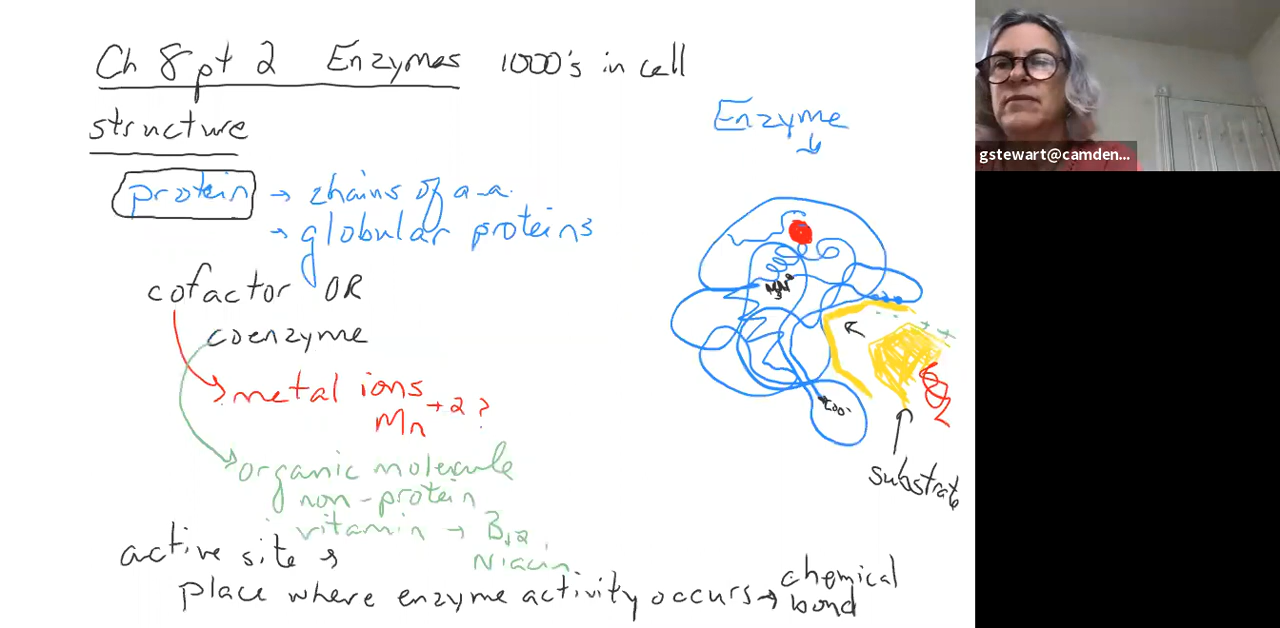 Ch 8 pt 2 Enzymes 1000's in cell
structure
Enzyme
protein → chains of a-a.
→ globular proteins
cofactor OR
coenzyme
metal ions
Mn +2 ?
organic molecule
non-protein
vitamin → B12
Niacin
active site
place where enzyme activity occurs → chemical
bond
COO-
substrate
gstewart@camden...